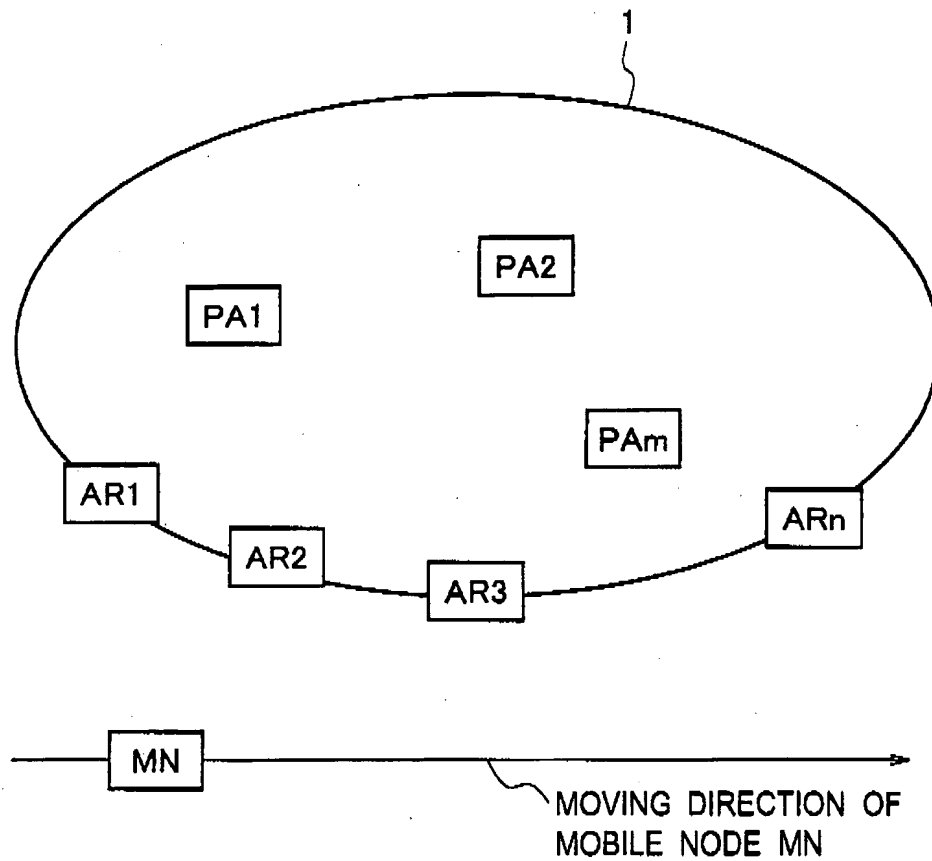 1
PA2
PA1
PAm
AR1
ARn
AR2
AR3
MN
MOVING DIRECTION OF
MOBILE NODE MN